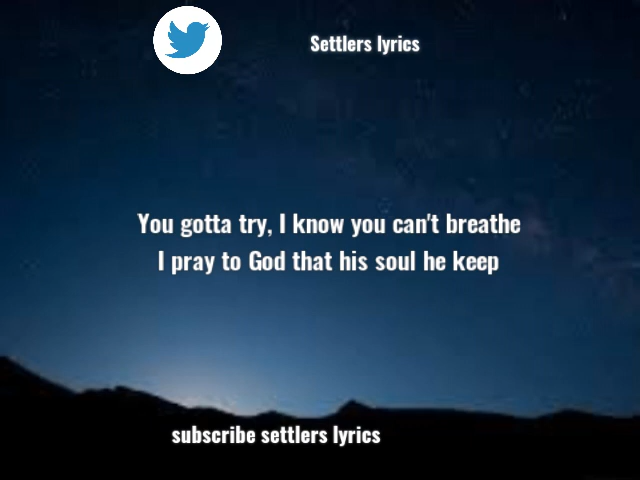 Settlers lyrics
You gotta try, I know you can't breathe
I pray to God that his soul he keep
subscribe settlers lyrics